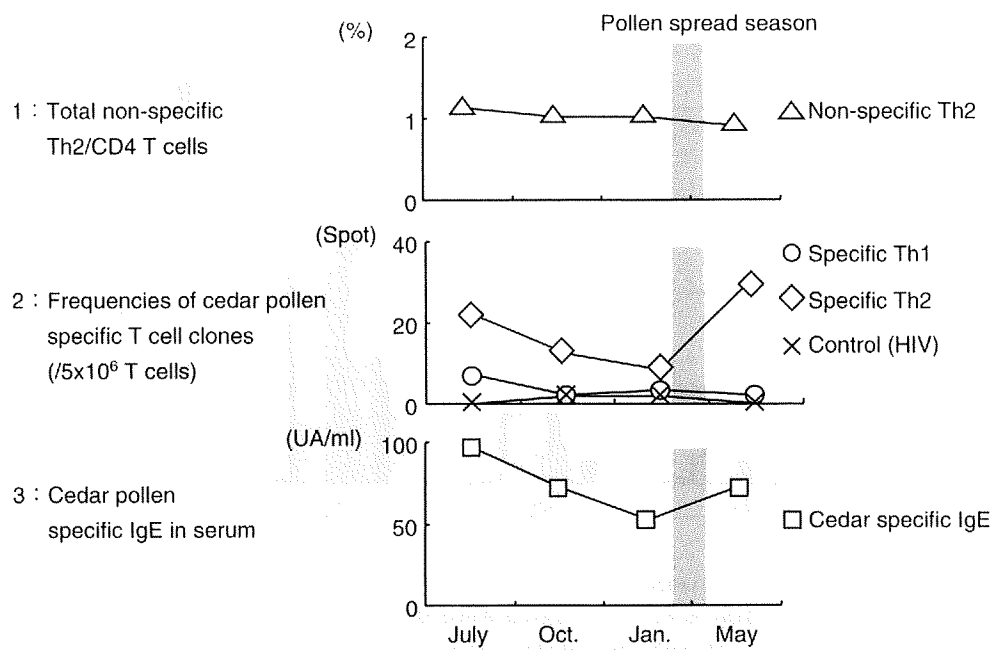 Pollen spread season
(%)
2
1
0
1 : Total non-specific
Th2/CD4 T cells
Non-specific Th2
(Spot)
40
20
0
2 : Frequencies of cedar pollen
specific T cell clones
(/5x10⁶ T cells)
Specific Th1
Specific Th2
Control (HIV)
(UA/ml)
100
50
0
3 : Cedar pollen
specific IgE in serum
Cedar specific IgE
July Oct. Jan. May